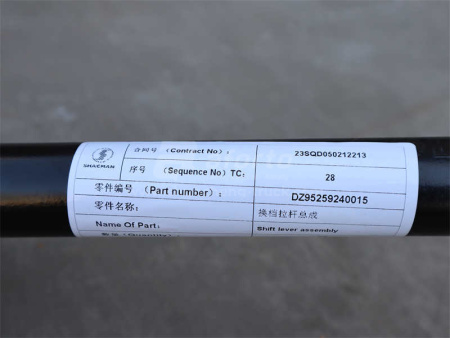 合同号 (Contract No): 23SQD050212213
SHACMAN
序号 (Sequence No) TC: 28
零件编号 (Part number): DZ95259240015
零件名称: 换档拉杆总成
Name Of Part: Shift lever assembly